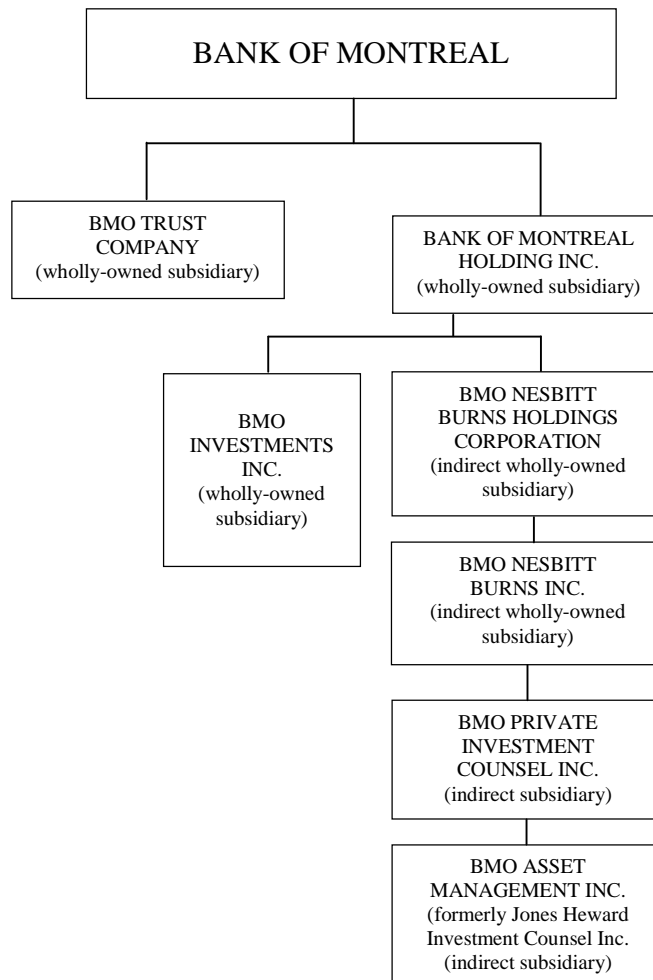 BANK OF MONTREAL
BMO TRUST
COMPANY
(wholly-owned subsidiary)
BANK OF MONTREAL
HOLDING INC.
(wholly-owned subsidiary)
BMO
INVESTMENTS
INC.
(wholly-owned
subsidiary)
BMO NESBITT
BURNS HOLDINGS
CORPORATION
(indirect wholly-owned
subsidiary)
BMO NESBITT
BURNS INC.
(indirect wholly-owned
subsidiary)
BMO PRIVATE
INVESTMENT
COUNSEL INC.
(indirect subsidiary)
BMO ASSET
MANAGEMENT INC.
(formerly Jones Heward
Investment Counsel Inc.
(indirect subsidiary)